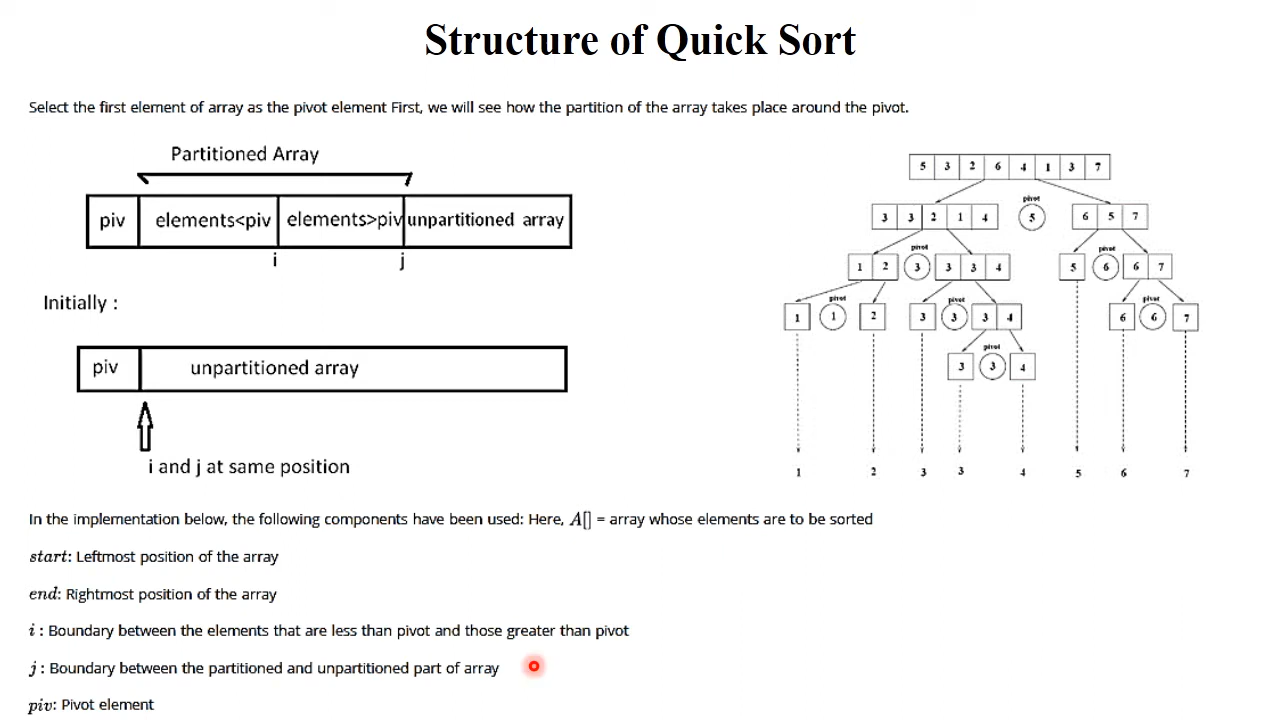 Structure of Quick Sort
Select the first element of array as the pivot element First, we will see how the partition of the array takes place around the pivot.
Partitioned Array
piv elements<piv elements>piv unpartitioned array
i j
Initially :
piv unpartitioned array
i and j at same position
5 3 2 6 4 1 3 7
pivot
3 3 2 1 4 5 6 5 7
pivot pivot
1 2 3 3 3 4 5 6 6 7
pivot pivot pivot
1 1 2 3 3 3 4 6 6 7
pivot
3 3 4
1 2 3 3 4 5 6 7
In the implementation below, the following components have been used: Here, A[] = array whose elements are to be sorted
start: Leftmost position of the array
end: Rightmost position of the array
i : Boundary between the elements that are less than pivot and those greater than pivot
j : Boundary between the partitioned and unpartitioned part of array
piv: Pivot element